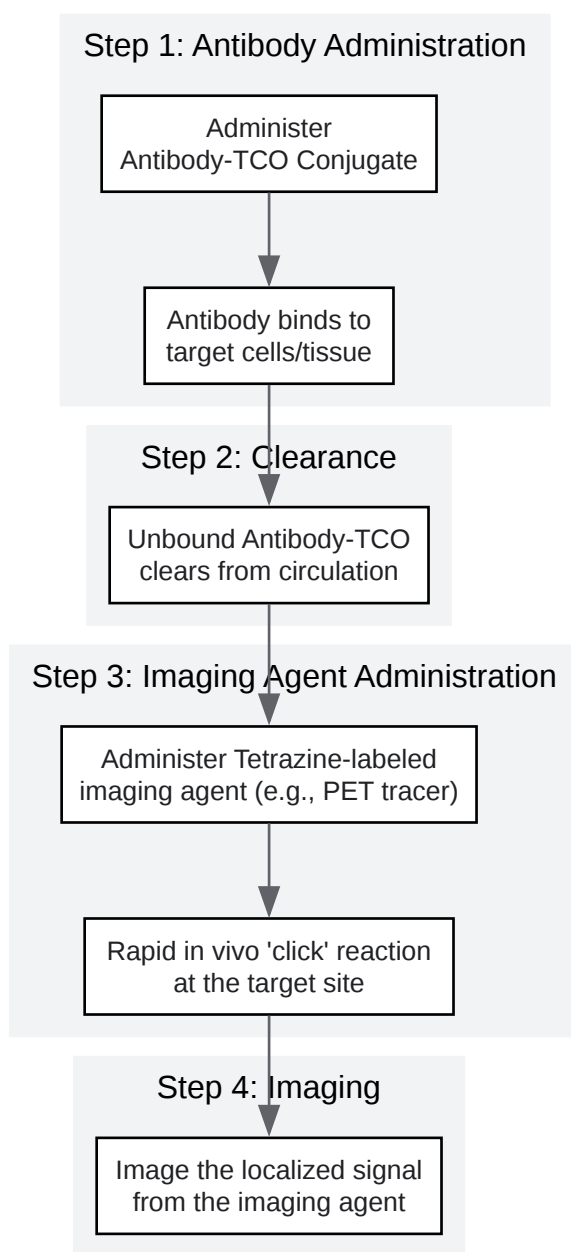 Step 1: Antibody Administration
Administer
Antibody-TCO Conjugate
Antibody binds to
target cells/tissue
Step 2: Clearance
Unbound Antibody-TCO
clears from circulation
Step 3: Imaging Agent Administration
Administer Tetrazine-labeled
imaging agent (e.g., PET tracer)
Rapid in vivo 'click' reaction
at the target site
Step 4: Imaging
Image the localized signal
from the imaging agent